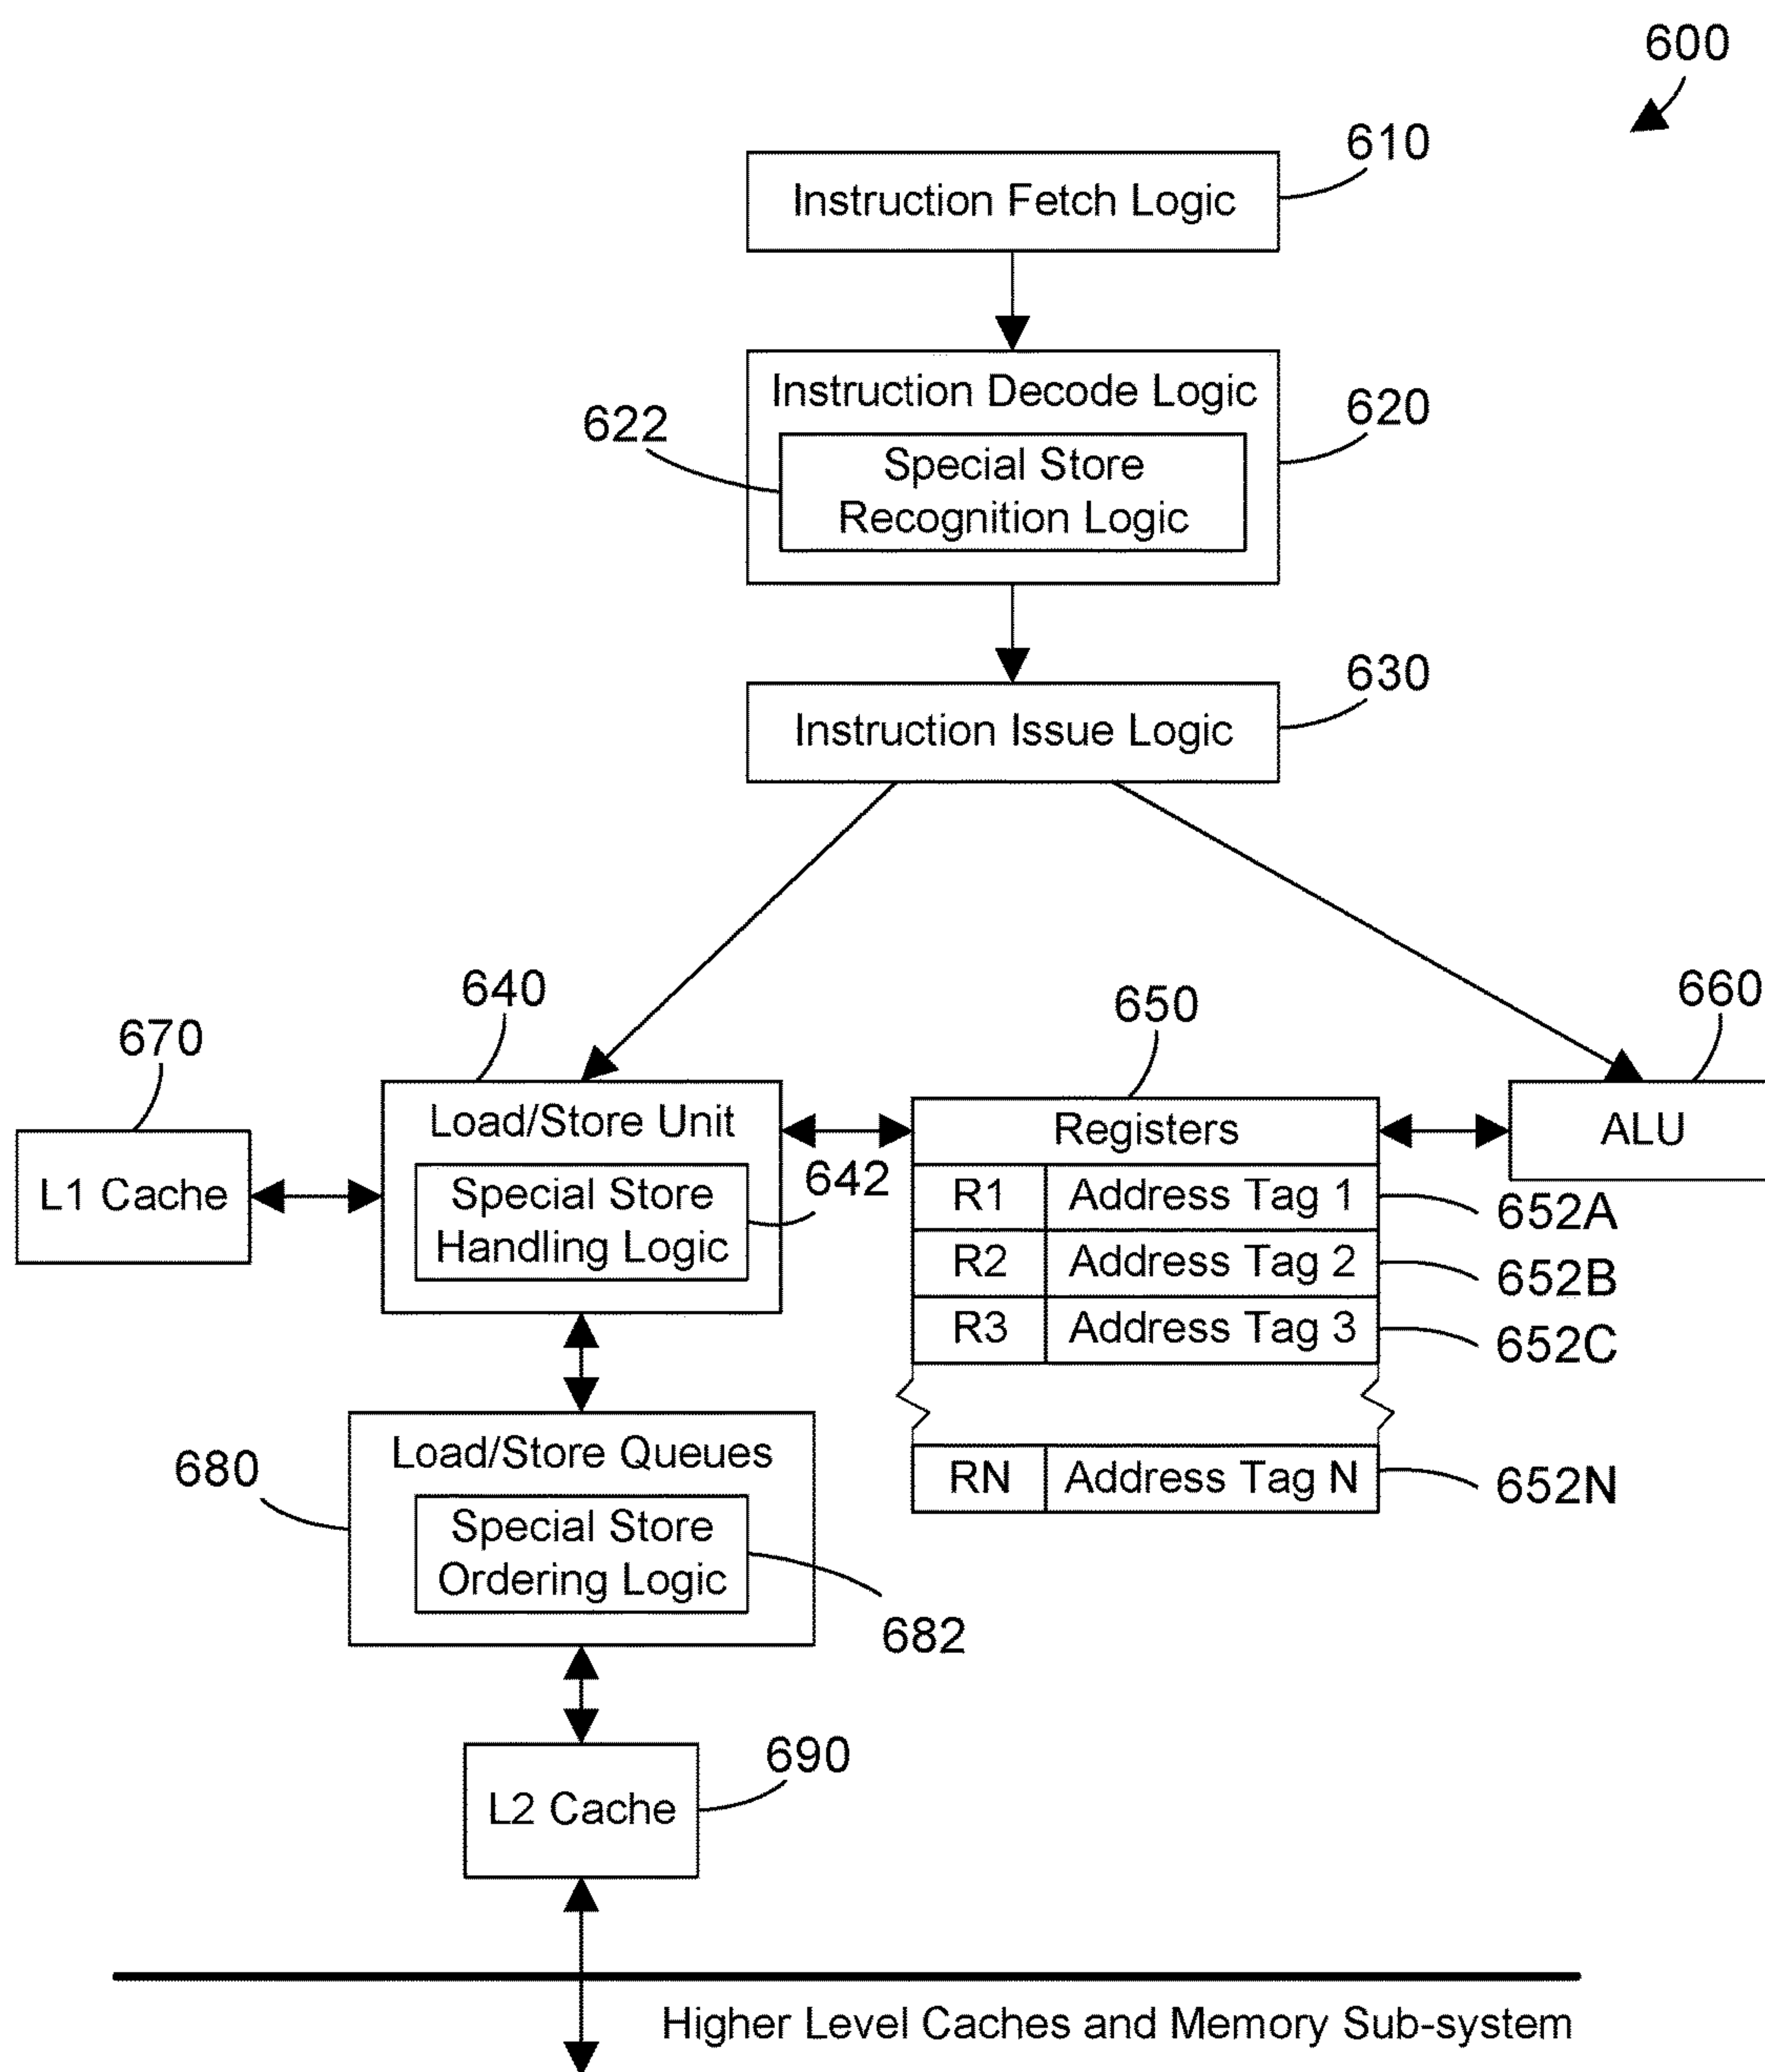 600
610
Instruction Fetch Logic
Instruction Decode Logic
620
622
Special Store
Recognition Logic
630
Instruction Issue Logic
640
650
660
670
Load/Store Unit
Registers
ALU
L1 Cache
Special Store
Handling Logic
642
R1 Address Tag 1
652A
R2 Address Tag 2
652B
R3 Address Tag 3
652C
RN Address Tag N
652N
680
Load/Store Queues
Special Store
Ordering Logic
682
690
L2 Cache
Higher Level Caches and Memory Sub-system